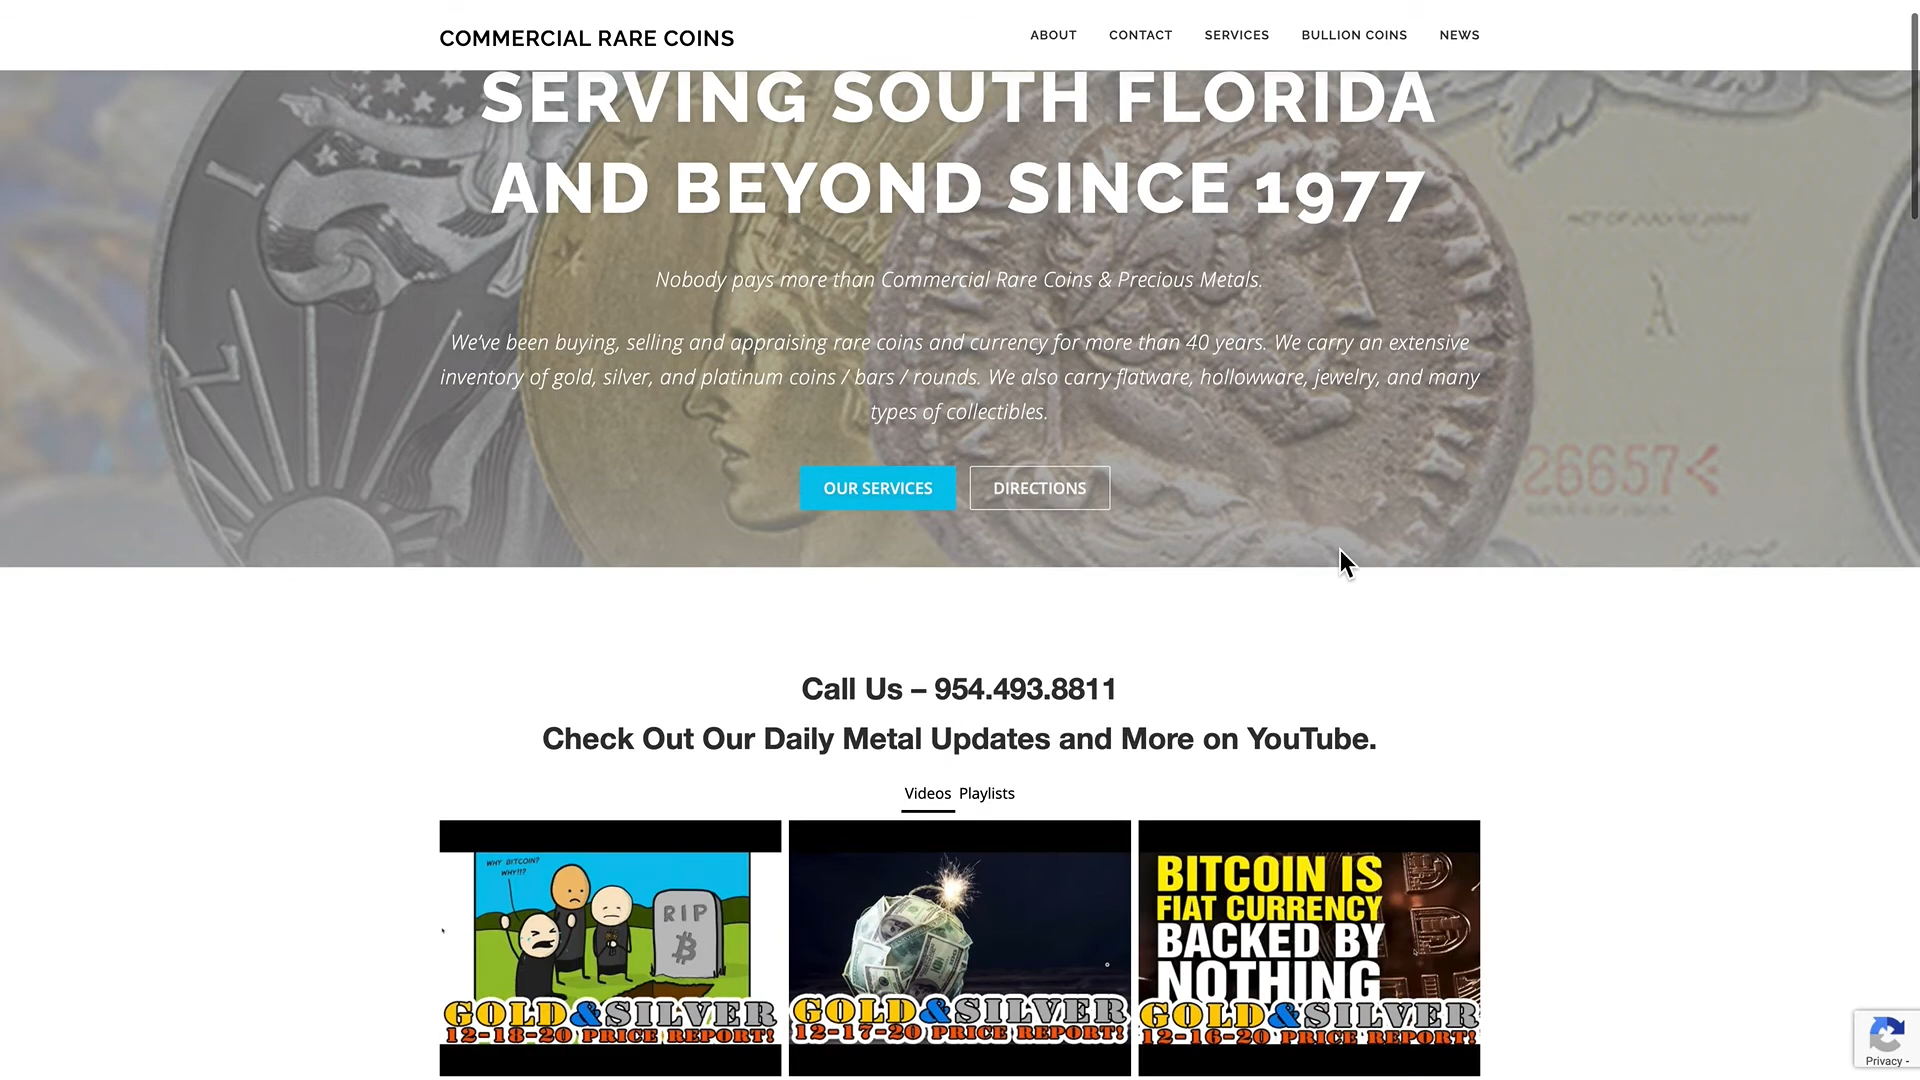 COMMERCIAL RARE COINS
ABOUT CONTACT SERVICES BULLION COINS NEWS
SERVING SOUTH FLORIDA
AND BEYOND SINCE 1977
Nobody pays more than Commercial Rare Coins & Precious Metals.
We've been buying, selling and appraising rare coins and currency for more than 40 years. We carry an extensive
inventory of gold, silver, and platinum coins / bars / rounds. We also carry flatware, hollowware, jewelry, and many
types of collectibles.
26657
OUR SERVICES DIRECTIONS
Call Us – 954.493.8811
Check Out Our Daily Metal Updates and More on YouTube.
Videos Playlists
WHY BITCOIN?
WHY!!?
RIP
GOLD&SILVER
12-18-20 PRICE REPORT!
GOLD&SILVER
12-17-20 PRICE REPORT!
BITCOIN IS
FIAT CURRENCY
BACKED BY
NOTHING
GOLD&SILVER
12-16-20 PRICE REPORT!
Privacy -